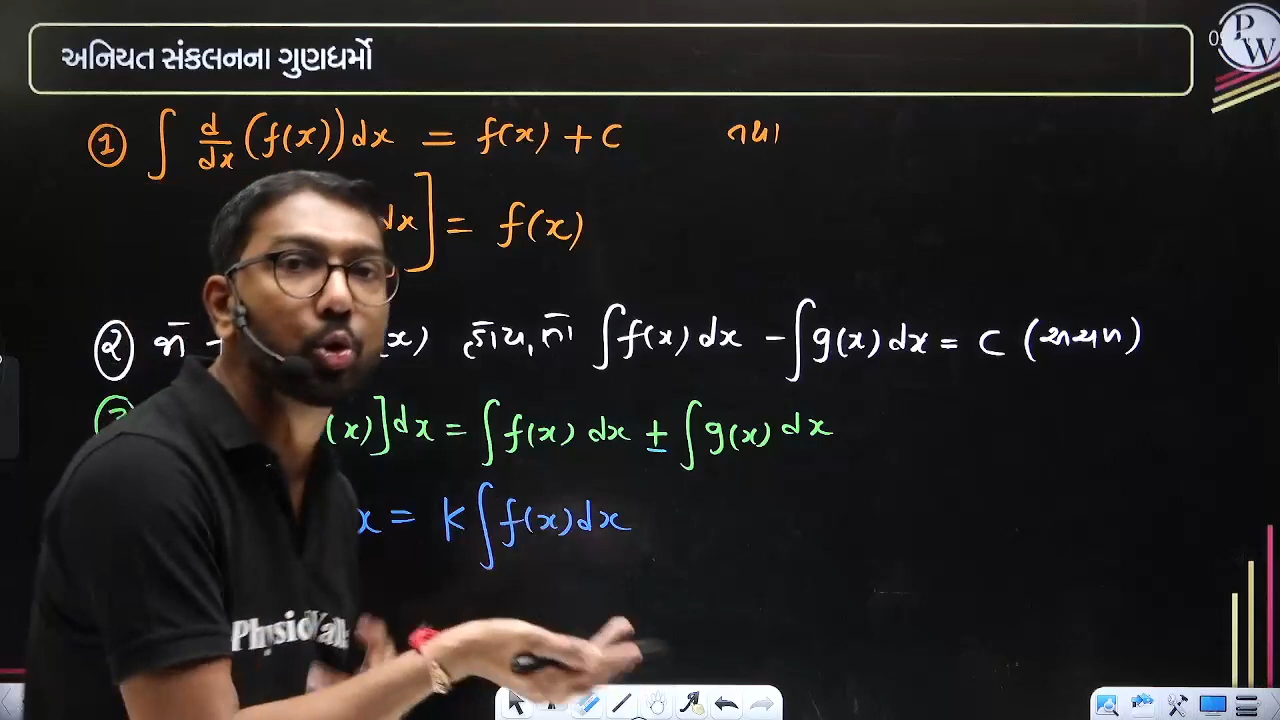 અનિયત સંકલનના ગુણધર્મો
PW
① ∫ d/dx (f(x)) dx = f(x) + C તથા
dx] = f(x)
② જો (x) હોય, તો ∫f(x) dx - ∫g(x) dx = C (અચળ)
(x)] dx = ∫f(x) dx ± ∫g(x) dx
x = K ∫f(x) dx